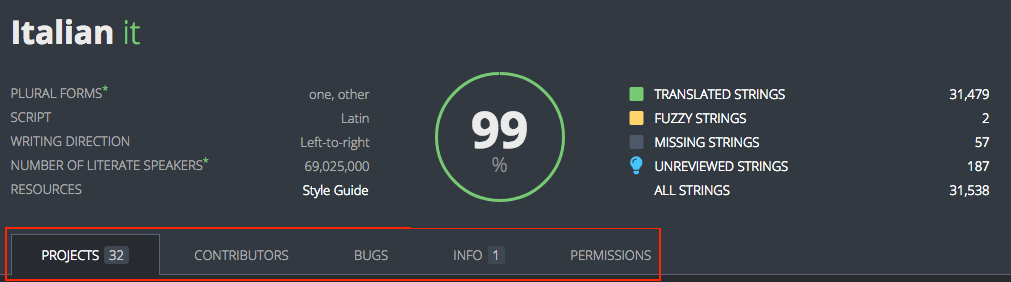 Italian it
PLURAL FORMS* one, other
SCRIPT Latin
WRITING DIRECTION Left-to-right
NUMBER OF LITERATE SPEAKERS* 69,025,000
RESOURCES Style Guide
99
%
TRANSLATED STRINGS 31,479
FUZZY STRINGS 2
MISSING STRINGS 57
UNREVIEWED STRINGS 187
ALL STRINGS 31,538
PROJECTS 32 CONTRIBUTORS BUGS INFO 1 PERMISSIONS